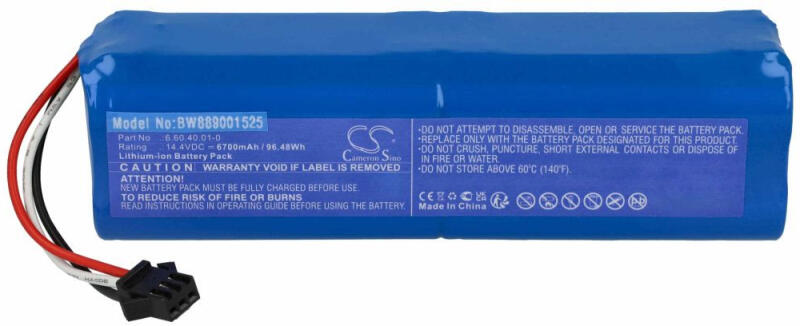 Model No:BW889001525
Part No :6.60.40.01-0
Rating :14.4VDC 6700mAh / 96.48Wh
Lithium-ion Battery Pack
CAUTION WARRANTY VOID IF LABEL IS REMOVED
ATTENTION!
NEW BATTERY PACK MUST BE FULLY CHARGED BEFORE USE.
TO REDUCE RISK OF FIRE OR BURNS
READ INSTRUCTIONS IN OPERATING GUIDE BEFORE USING THE BATTERY.
CS
Cameron Sino
•DO NOT ATTEMPT TO DISASSEMBLE, OPEN OR SERVICE BATTERY PACK.
•REPLACE ONLY WITH THE BATTERY DESIGNATED FOR THIS PRODUCT.
•DO NOT CRUSH, PUNCTURE, SHORT EXTERNAL CONTACTS OR DISPOSE OF
IN FIRE OR WATER.
•DO NOT STORE ABOVE 60°C (140°F).
CE
Made In China